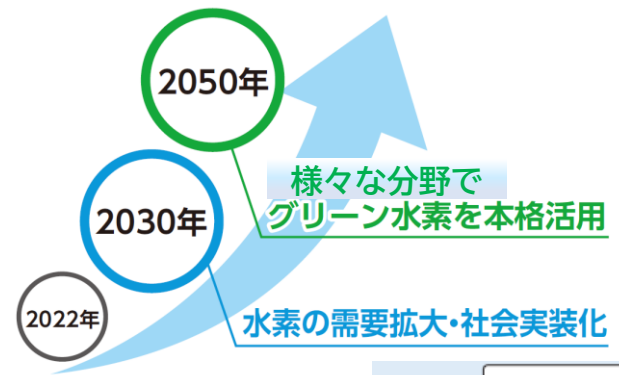 2050年
様々な分野で
グリーン水素を本格活用
2030年
水素の需要拡大・社会実装化
2022年